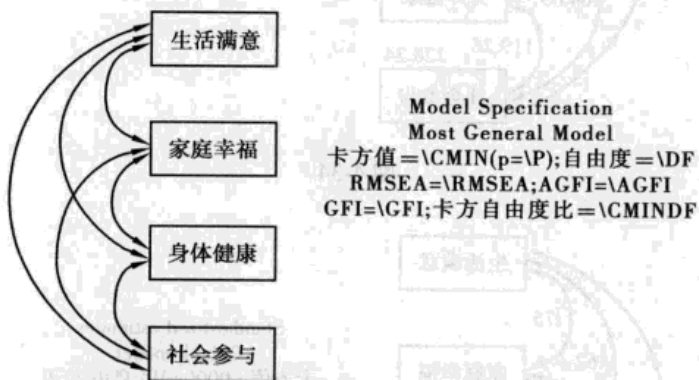 生活满意
家庭幸福
身体健康
社会参与
Model Specification
Most General Model
卡方值=\CMIN(p=\P);自由度=\DF
RMSEA=\RMSEA;AGFI=\AGFI
GFI=\GFI;卡方自由度比=\CMINDF